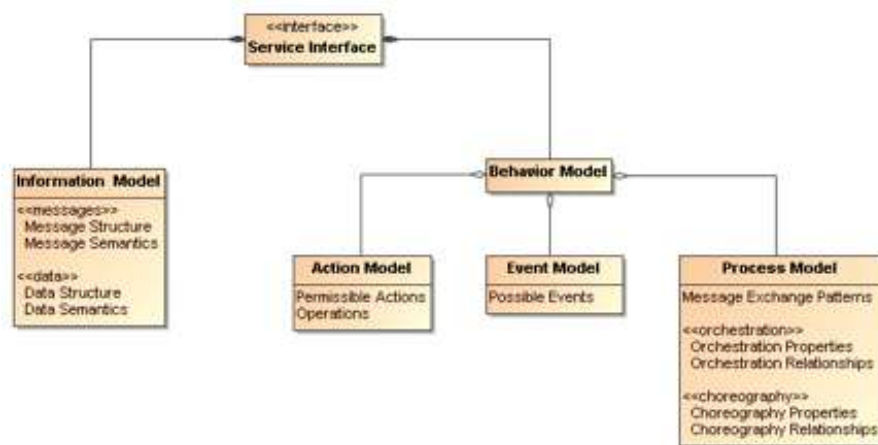 <<interface>>
Service Interface
Information Model
<<messages>>
Message Structure
Message Semantics
<<data>>
Data Structure
Data Semantics
Behavior Model
Action Model
Permissible Actions
Operations
Event Model
Possible Events
Process Model
Message Exchange Patterns
<<orchestration>>
Orchestration Properties
Orchestration Relationships
<<choreography>>
Choreography Properties
Choreography Relationships